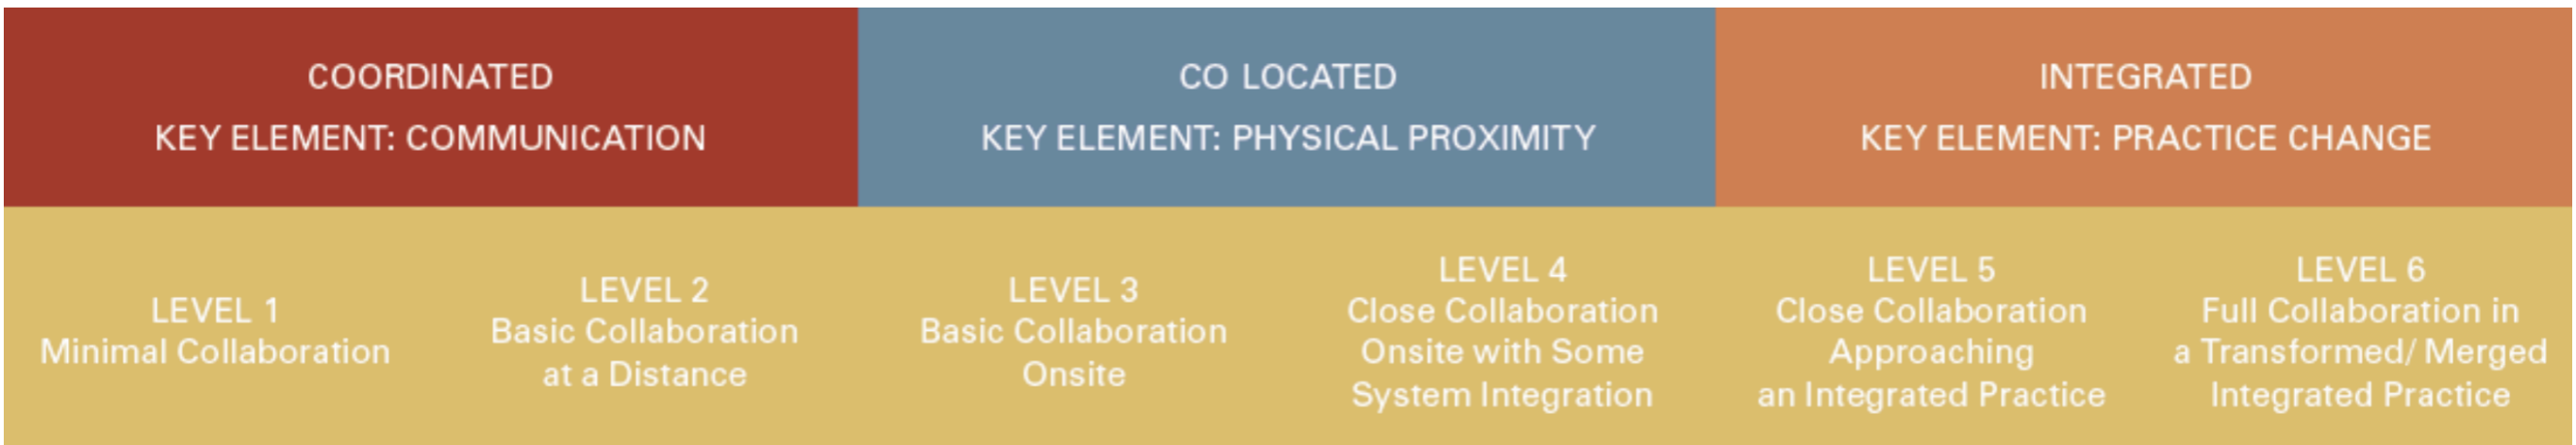 COORDINATED
KEY ELEMENT: COMMUNICATION
CO LOCATED
KEY ELEMENT: PHYSICAL PROXIMITY
INTEGRATED
KEY ELEMENT: PRACTICE CHANGE
LEVEL 1
Minimal Collaboration
LEVEL 2
Basic Collaboration
at a Distance
LEVEL 3
Basic Collaboration
Onsite
LEVEL 4
Close Collaboration
Onsite with Some
System Integration
LEVEL 5
Close Collaboration
Approaching
an Integrated Practice
LEVEL 6
Full Collaboration in
a Transformed/ Merged
Integrated Practice